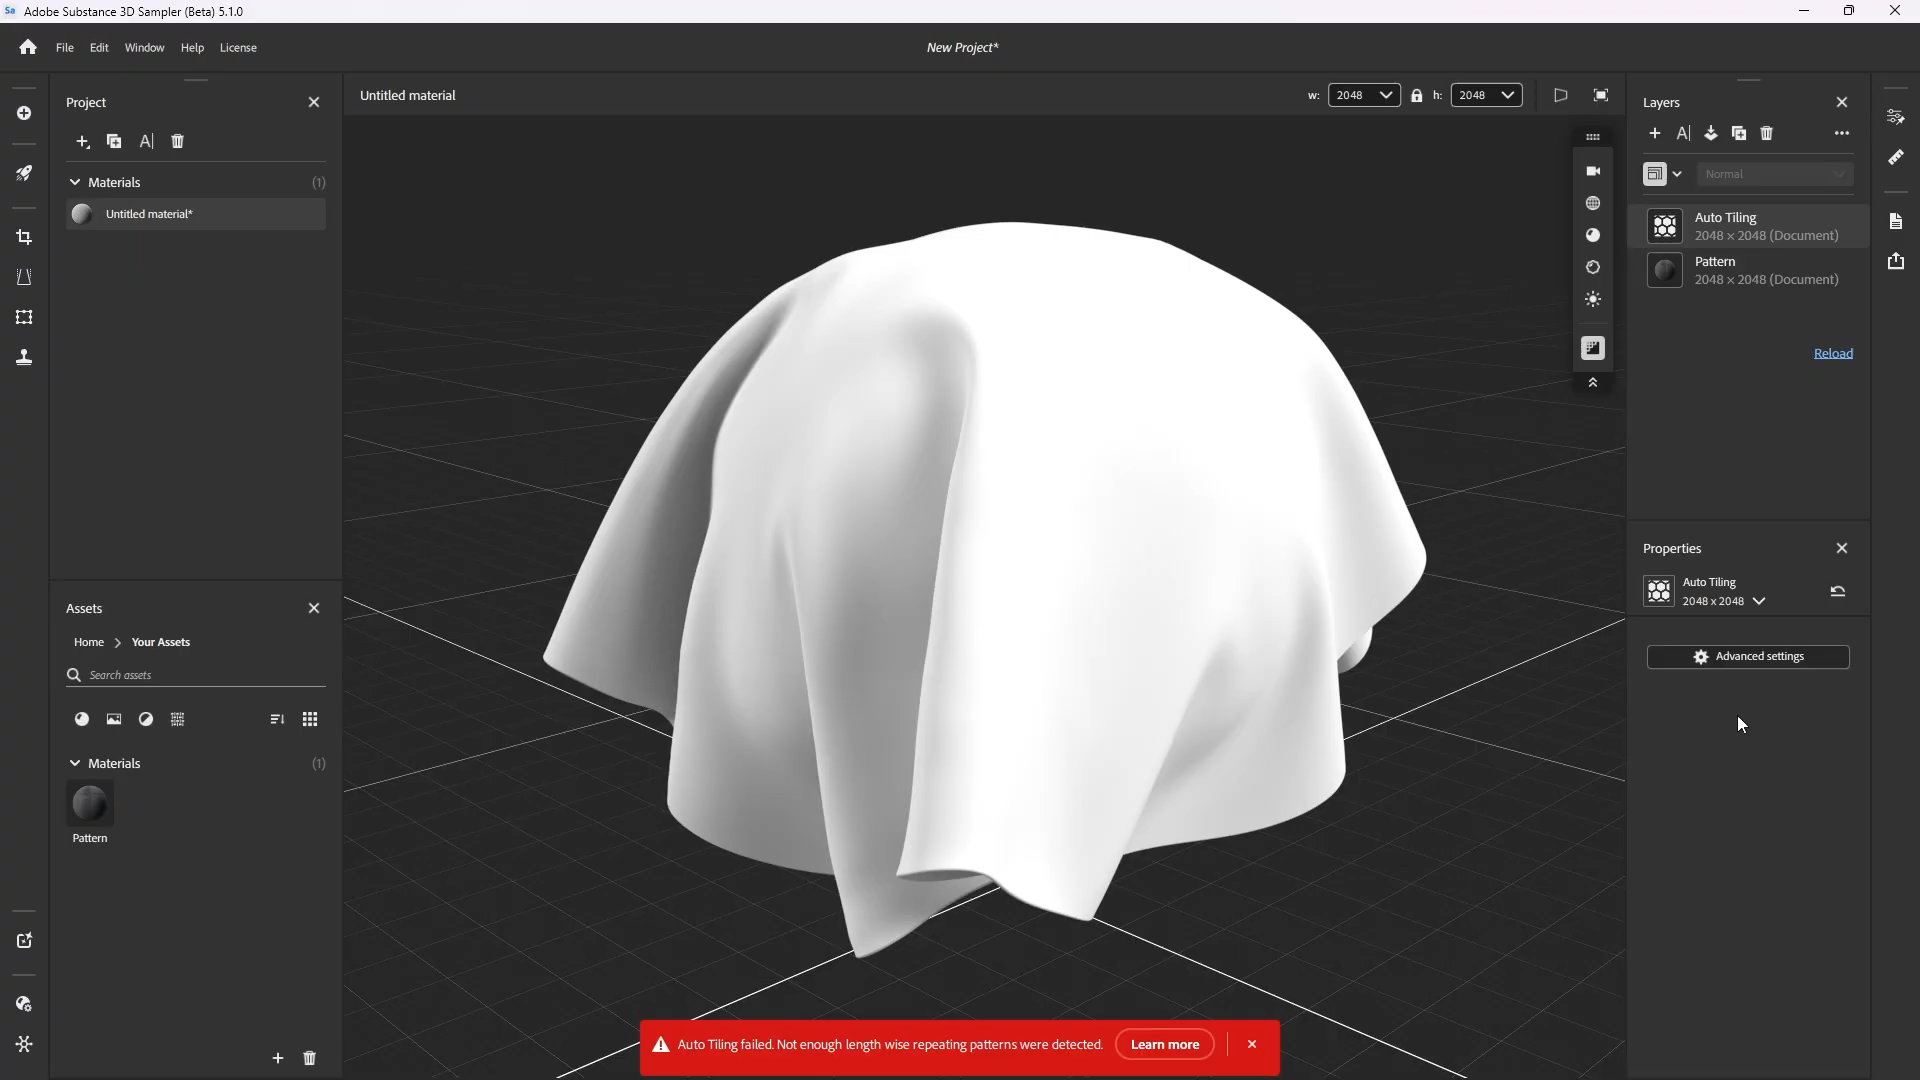 Sa Adobe Substance 3D Sampler (Beta) 5.1.0
File Edit Window Help License
New Project*
Project
Materials (1)
Untitled material*
Assets
Home > Your Assets
Search assets
Materials (1)
Pattern
Untitled material
w: 2048 h: 2048
Auto Tiling failed. Not enough length wise repeating patterns were detected. Learn more
Layers
Normal
Auto Tiling
2048 × 2048 (Document)
Pattern
2048 × 2048 (Document)
Reload
Properties
Auto Tiling
2048 x 2048
Advanced settings